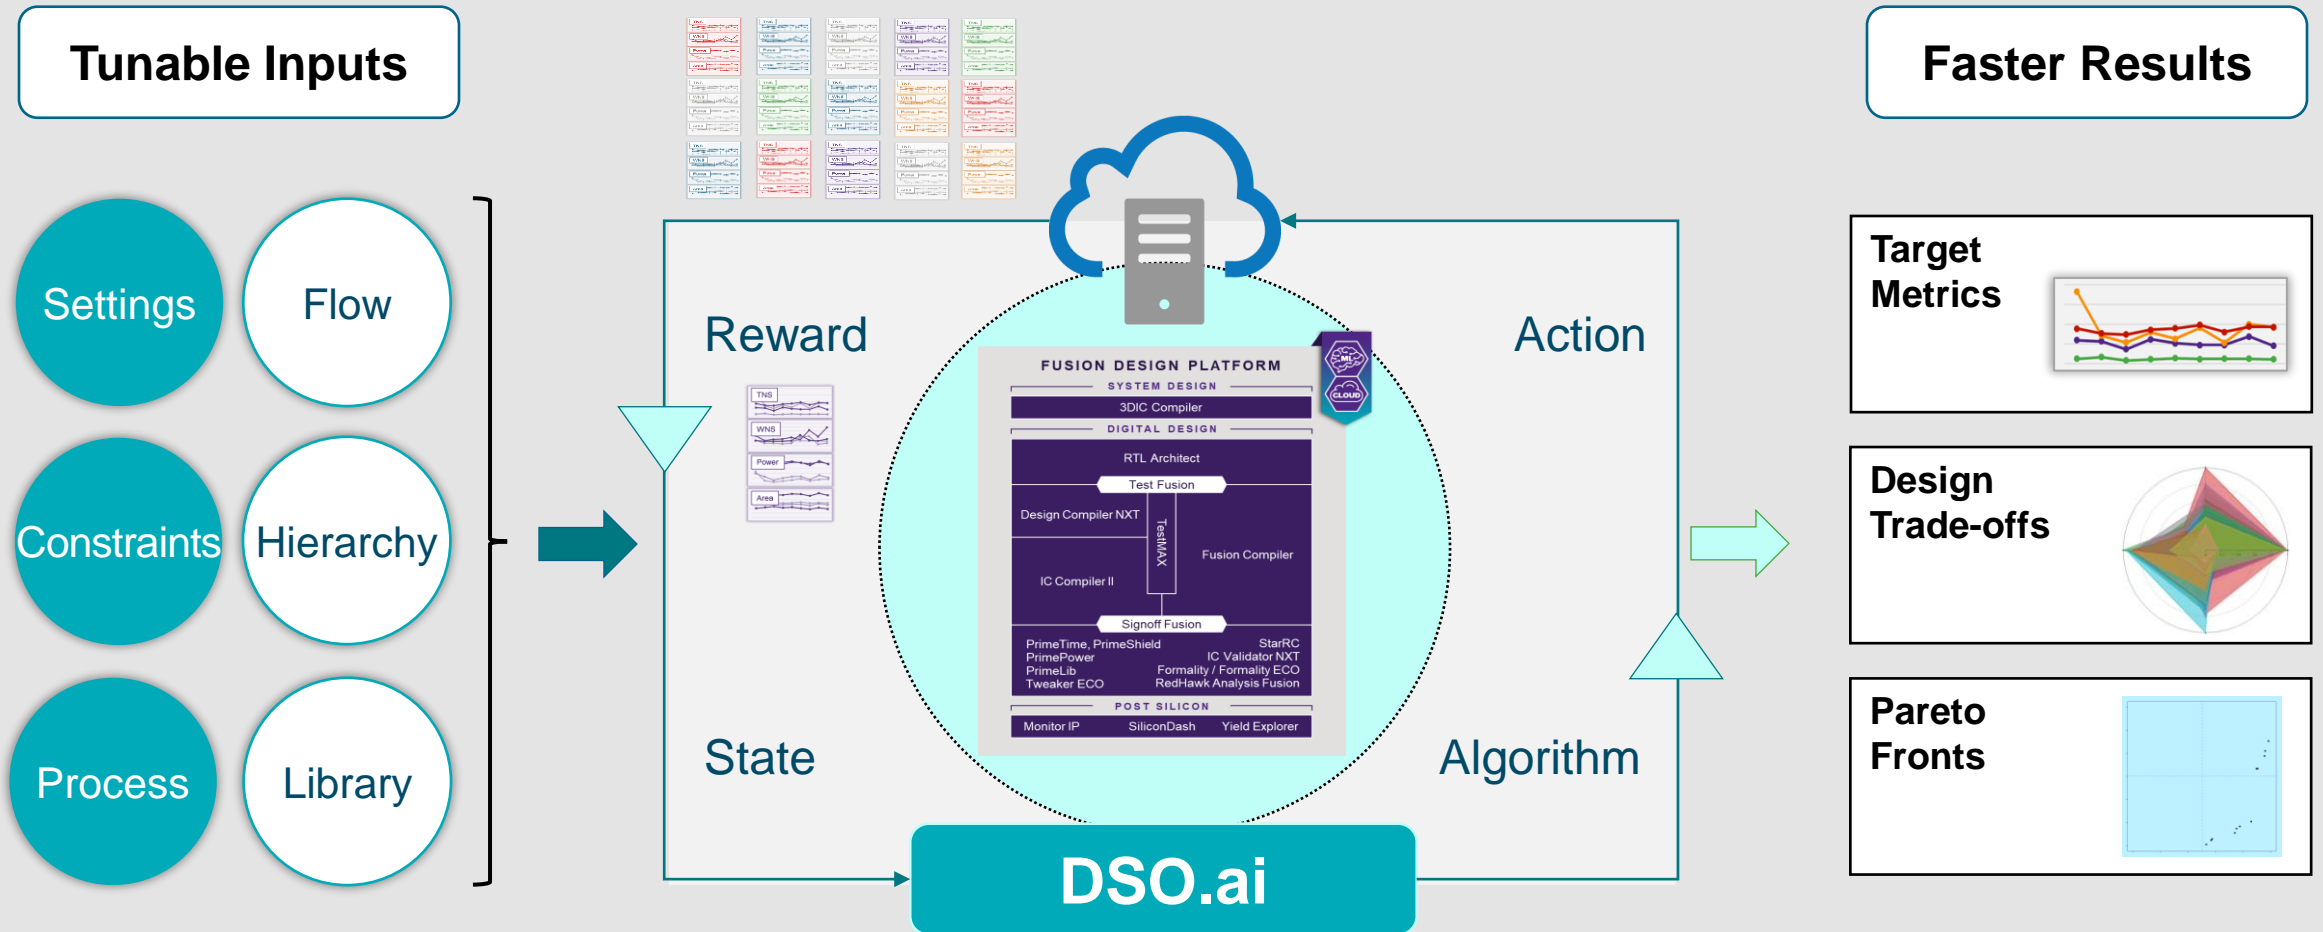 Tunable Inputs
Faster Results
Settings
Flow
Constraints
Hierarchy
Process
Library
Reward
Action
State
Algorithm
TNS
WNS
Power
Area
ML
CLOUD
FUSION DESIGN PLATFORM
SYSTEM DESIGN
3DIC Compiler
DIGITAL DESIGN
RTL Architect
Test Fusion
Design Compiler NXT
TestMAX
Fusion Compiler
IC Compiler II
Signoff Fusion
PrimeTime, PrimeShield
StarRC
PrimePower
IC Validator NXT
PrimeLib
Formality / Formality ECO
Tweaker ECO
RedHawk Analysis Fusion
POST SILICON
Monitor IP
SiliconDash
Yield Explorer
DSO.ai
Target
Metrics
Design
Trade-offs
Pareto
Fronts